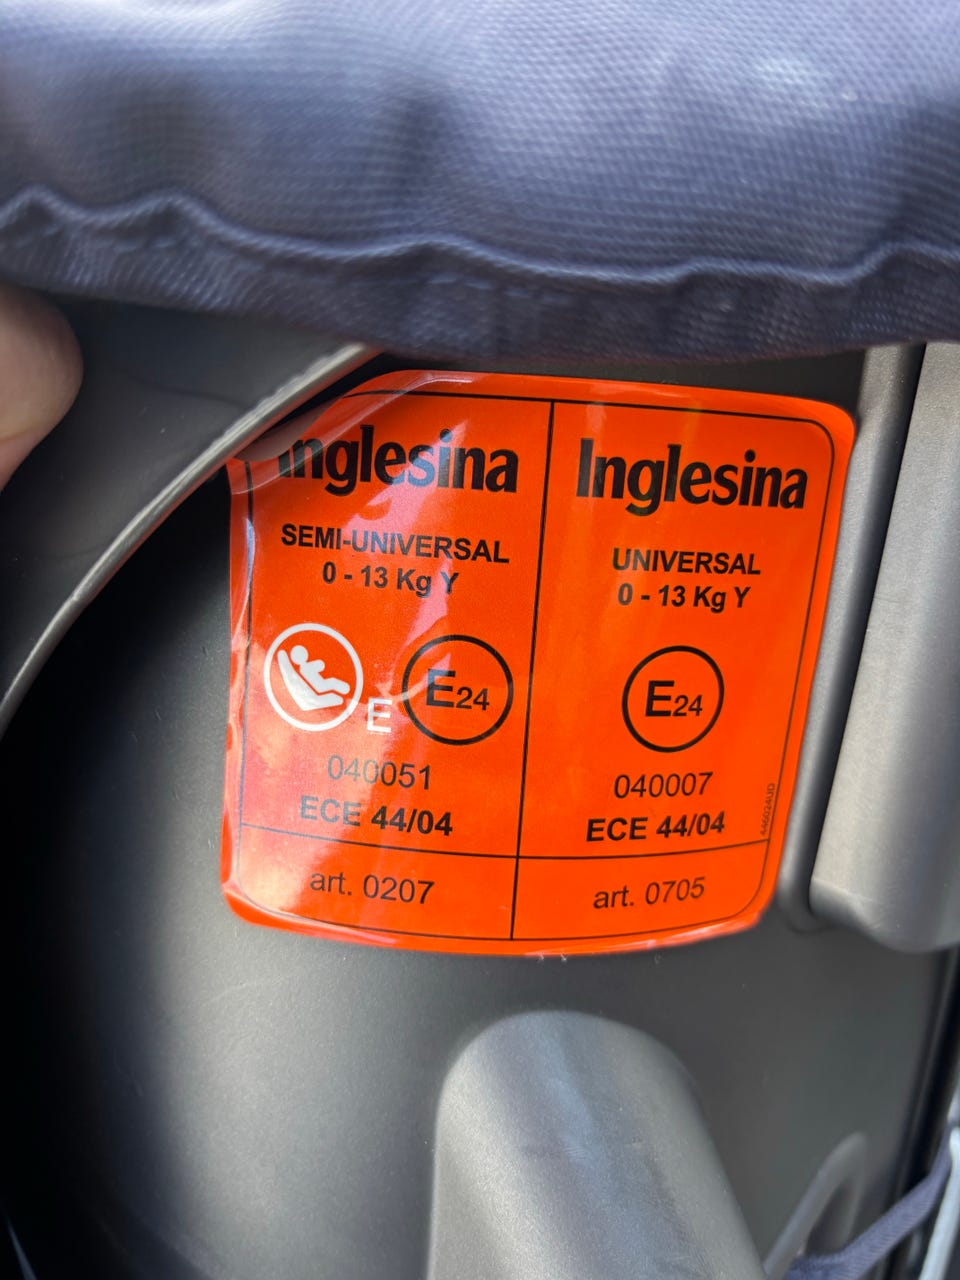 Inglesina
SEMI-UNIVERSAL
0 - 13 Kg Y
E
E24
040051
ECE 44/04
art. 0207
Inglesina
UNIVERSAL
0 - 13 Kg Y
E24
040007
ECE 44/04
art. 0705